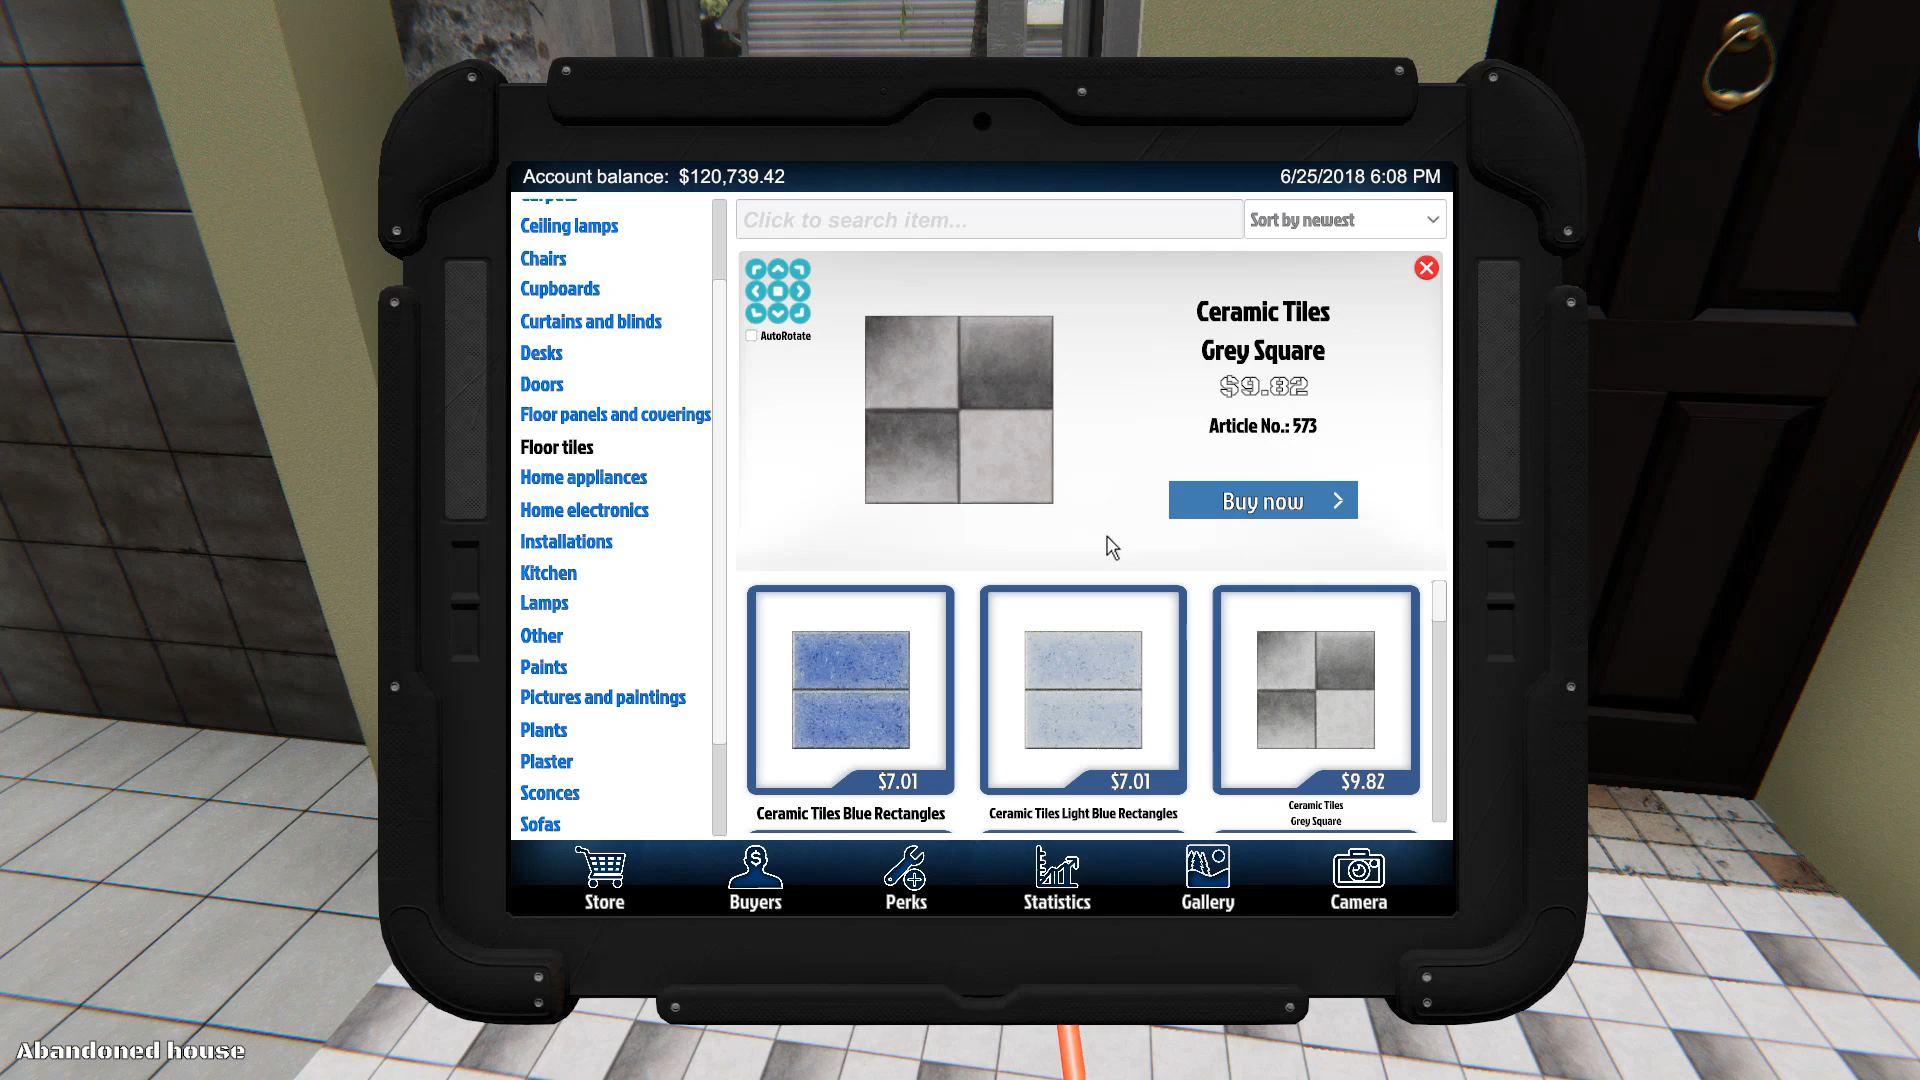 Account balance: $120,739.42
6/25/2018 6:08 PM
Ceiling lamps
Chairs
Cupboards
Curtains and blinds
Desks
Doors
Floor panels and coverings
Floor tiles
Home appliances
Home electronics
Installations
Kitchen
Lamps
Other
Paints
Pictures and paintings
Plants
Plaster
Sconces
Sofas
Click to search item...
Sort by newest
AutoRotate
Ceramic Tiles
Grey Square
$9.82
Article No.: 573
Buy now
$7.01
Ceramic Tiles Blue Rectangles
$7.01
Ceramic Tiles Light Blue Rectangles
$9.82
Ceramic Tiles
Grey Square
Store
Buyers
Perks
Statistics
Gallery
Camera
Abandoned house